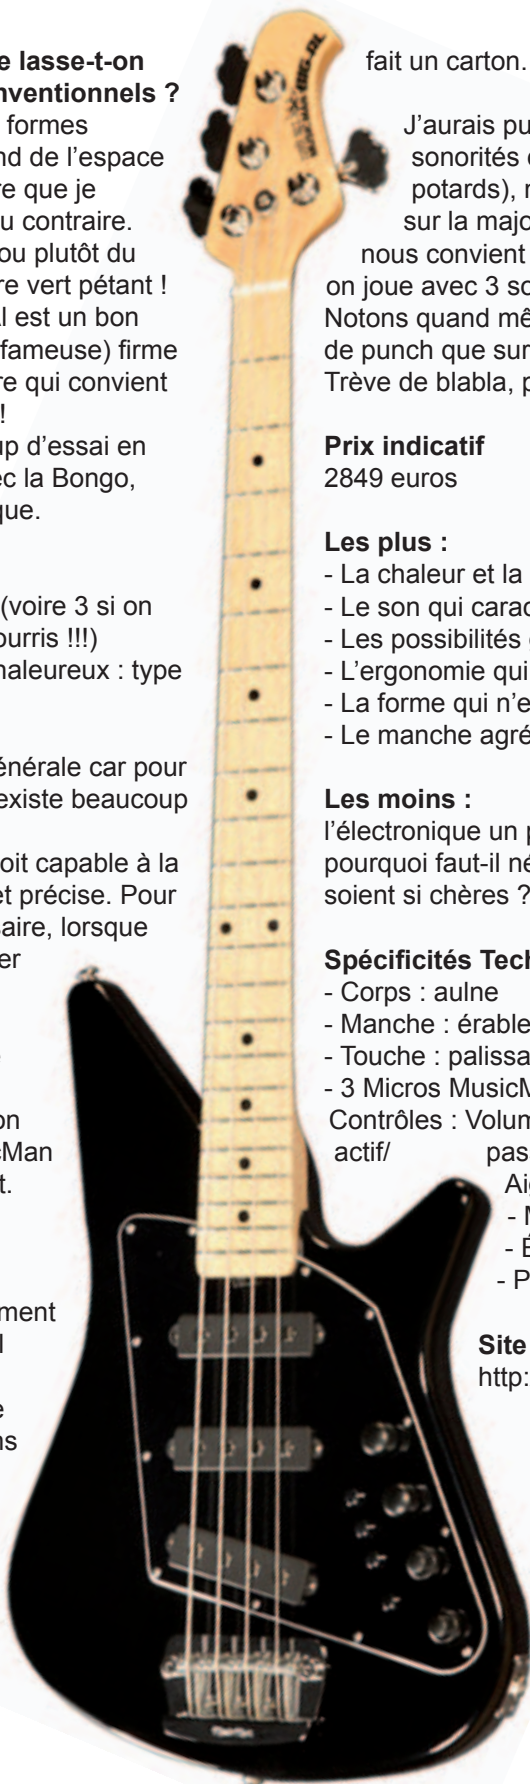 e lasse-t-on
nventionnels ?
formes
nd de l'espace
re que je
u contraire.
ou plutôt du
re vert pétant !
l est un bon
fameuse) firme
re qui convient
!
up d'essai en
ec la Bongo,
que.
(voire 3 si on
ourris !!!)
naleureux : type
énérale car pour
existe beaucoup
oit capable à la
et précise. Pour
saire, lorsque
er
on
cMan
t.
ment
l
e
ns
fait un carton.
J'aurais pu
sonorités
potards), n
sur la majo
nous convient
on joue avec 3 so
Notons quand mê
de punch que sur
Trève de blabla, p
Prix indicatif
2849 euros
Les plus :
- La chaleur et la
- Le son qui carac
- Les possibilités
- L'ergonomie qui
- La forme qui n'e
- Le manche agré
Les moins :
l'électronique un p
pourquoi faut-il né
soient si chères ?
Spécificités Tech
- Corps : aulne
- Manche : érable
- Touche : palissa
- 3 Micros MusicM
Contrôles : Volum
actif/ pas
Aig
- M
- É
- P
Site
http:
BIG-AL